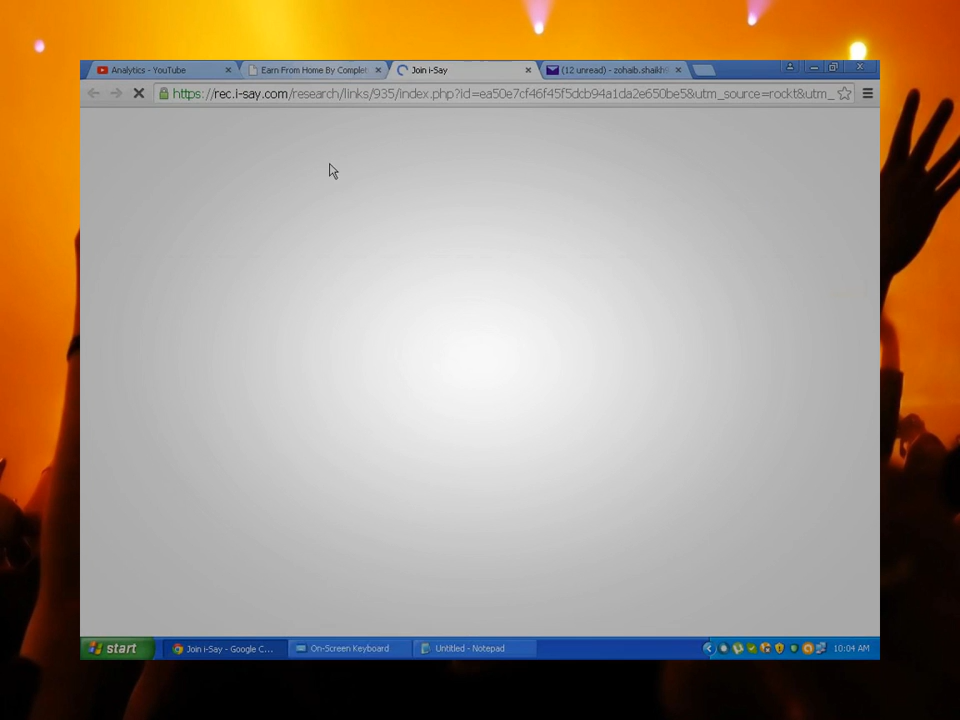 Analytics - YouTube
Earn From Home By Complet
Join i-Say
(12 unread) - zohaib.shaikh
https://rec.i-say.com/research/links/935/index.php?id=ea50e7cf46f45f5dcb94a1da2e650be5&utm_source=rockt&utm_
start
Join i-Say - Google C...
On-Screen Keyboard
Untitled - Notepad
10:04 AM